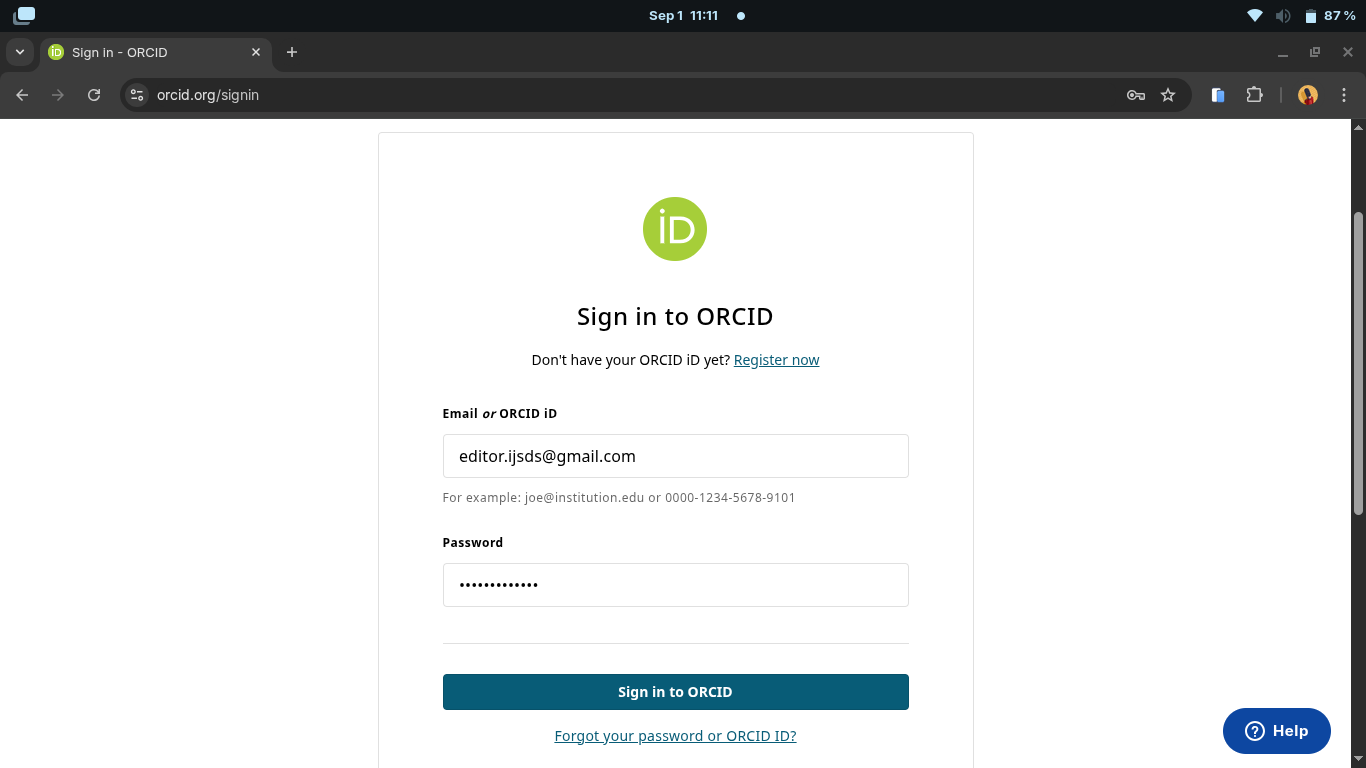 Sep 1 11:11
87 %
Sign in - ORCID
orcid.org/signin
iD
Sign in to ORCID
Don't have your ORCID iD yet? Register now
Email or ORCID iD
editor.ijsds@gmail.com
For example: joe@institution.edu or 0000-1234-5678-9101
Password
•••••••••••••
Sign in to ORCID
Forgot your password or ORCID ID?
Help